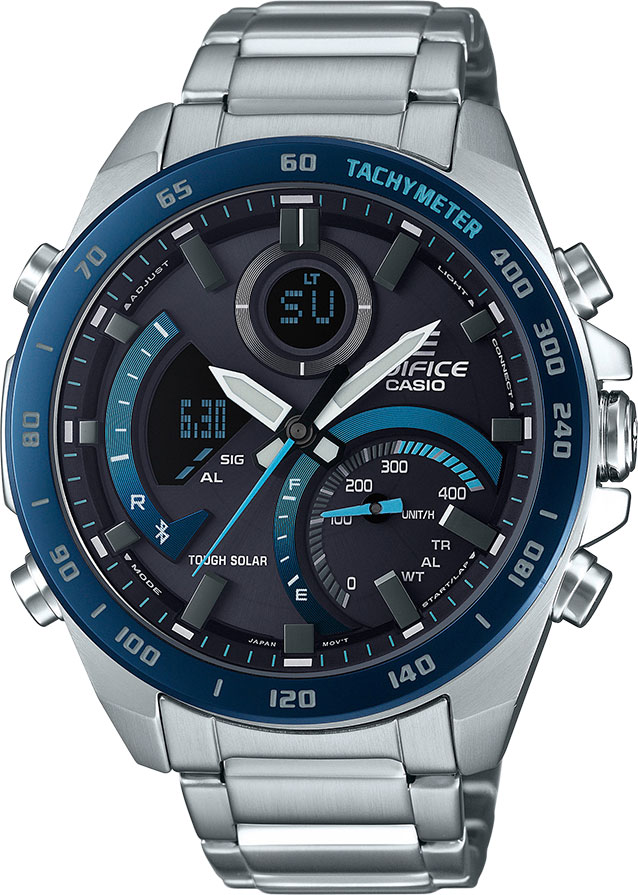 60
TACHYMETER
400
300
240
180
140
120
100
90
80
70
65
ADJUST
LIGHT
CONNECT
START/LAP
MODE
LT
SU
EDIFICE
CASIO
6.30
SIG
AL
R
TOUGH SOLAR
F
E
300
200
100
0
400
UNIT/H
TR
AL
WT
JAPAN MOV'T